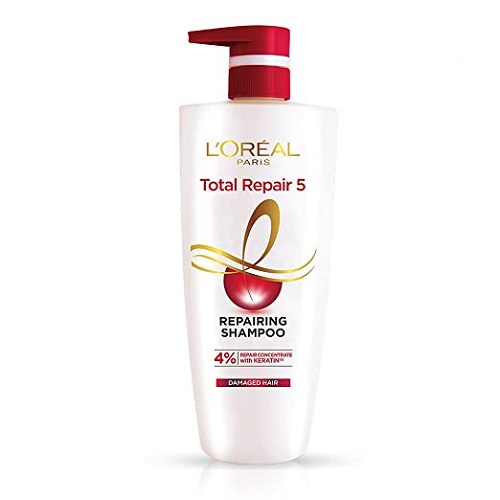 L'ORÉAL
PARIS
Total Repair 5
REPAIRING
SHAMPOO
4% REPAIR CONCENTRATE
with KERATIN
DAMAGED HAIR